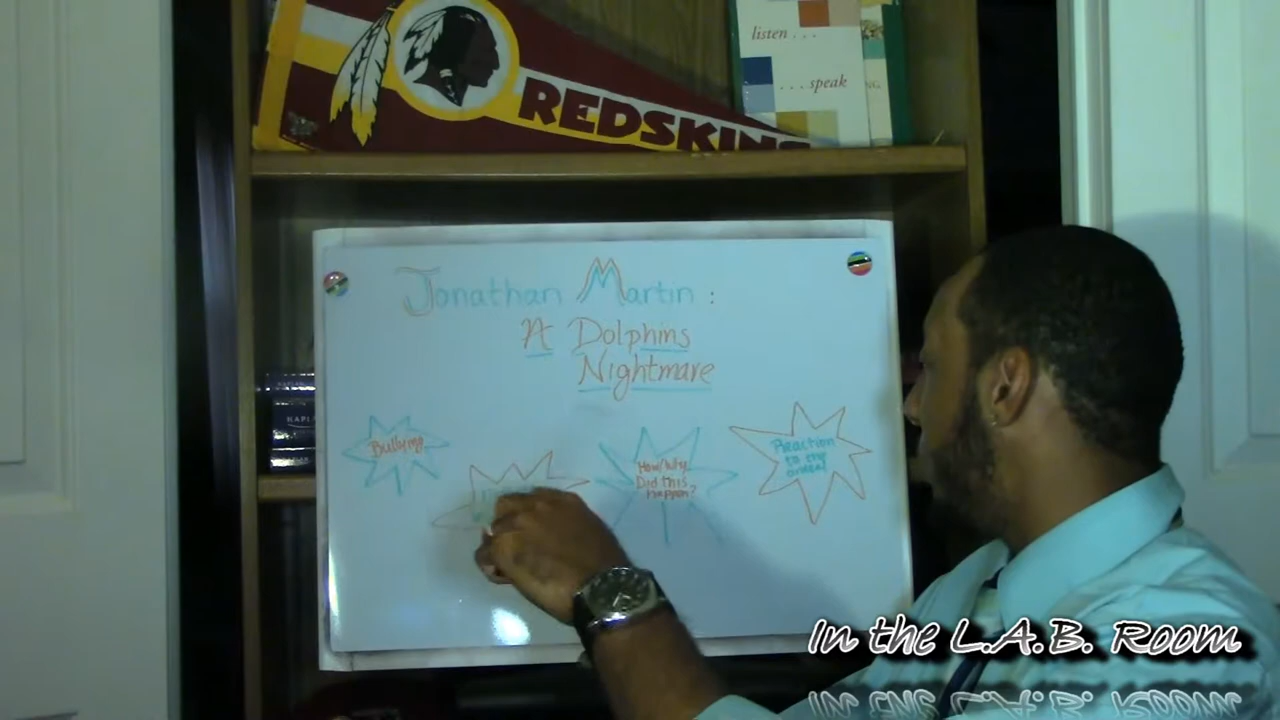 listen . . .
. . . speak
REDSKINS
Jonathan Martin :
A Dolphins
Nightmare
Bullying
How/Why
Did this
happen?
Reaction
to the
ordeal
KAPLAN
In the L.A.B. Room